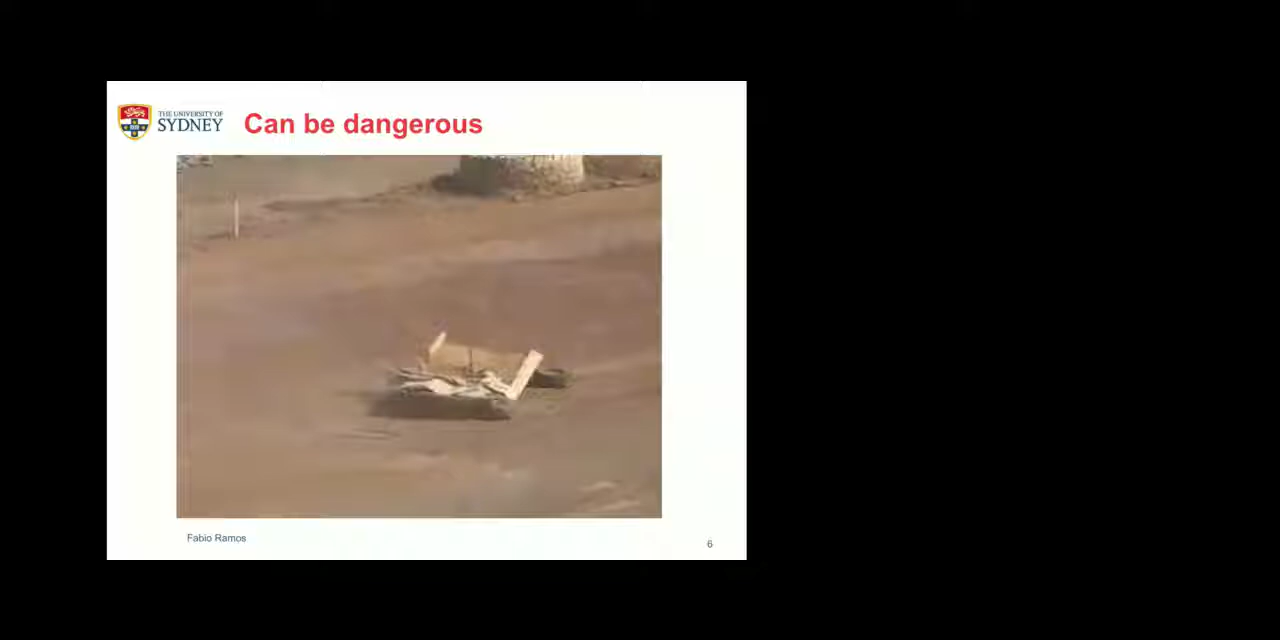 THE UNIVERSITY OF
SYDNEY
Can be dangerous
Fabio Ramos
6